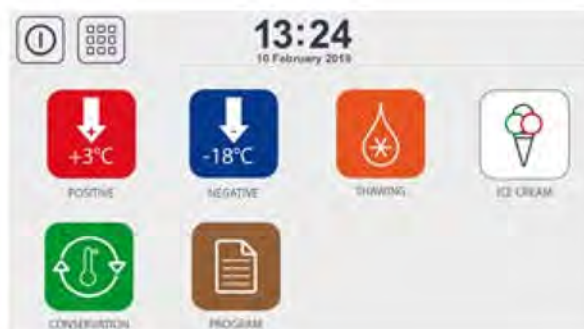 13:24
10 February 2019
+
+3°C
-
-18°C
POSITIVE
NEGATIVE
THAWING
ICE CREAM
CONSERVATION
PROGRAM